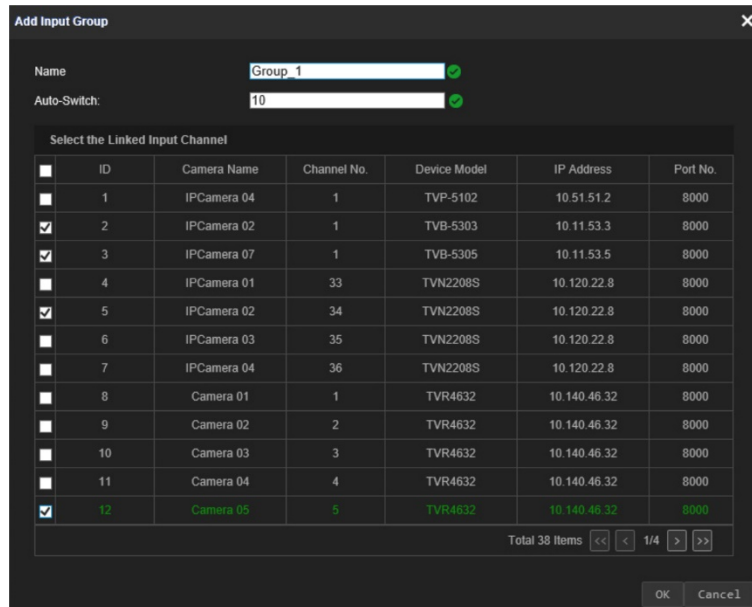 Add Input Group
Name Group_1
Auto-Switch: 10
Select the Linked Input Channel
ID Camera Name Channel No. Device Model IP Address Port No.
1 IPCamera 04 1 TVP-5102 10.51.51.2 8000
2 IPCamera 02 1 TVB-5303 10.11.53.3 8000
3 IPCamera 07 1 TVB-5305 10.11.53.5 8000
4 IPCamera 01 33 TVN2208S 10.120.22.8 8000
5 IPCamera 02 34 TVN2208S 10.120.22.8 8000
6 IPCamera 03 35 TVN2208S 10.120.22.8 8000
7 IPCamera 04 36 TVN2208S 10.120.22.8 8000
8 Camera 01 1 TVR4632 10.140.46.32 8000
9 Camera 02 2 TVR4632 10.140.46.32 8000
10 Camera 03 3 TVR4632 10.140.46.32 8000
11 Camera 04 4 TVR4632 10.140.46.32 8000
12 Camera 05 5 TVR4632 10.140.46.32 8000
Total 38 Items << < 1/4 > >>
OK Cancel